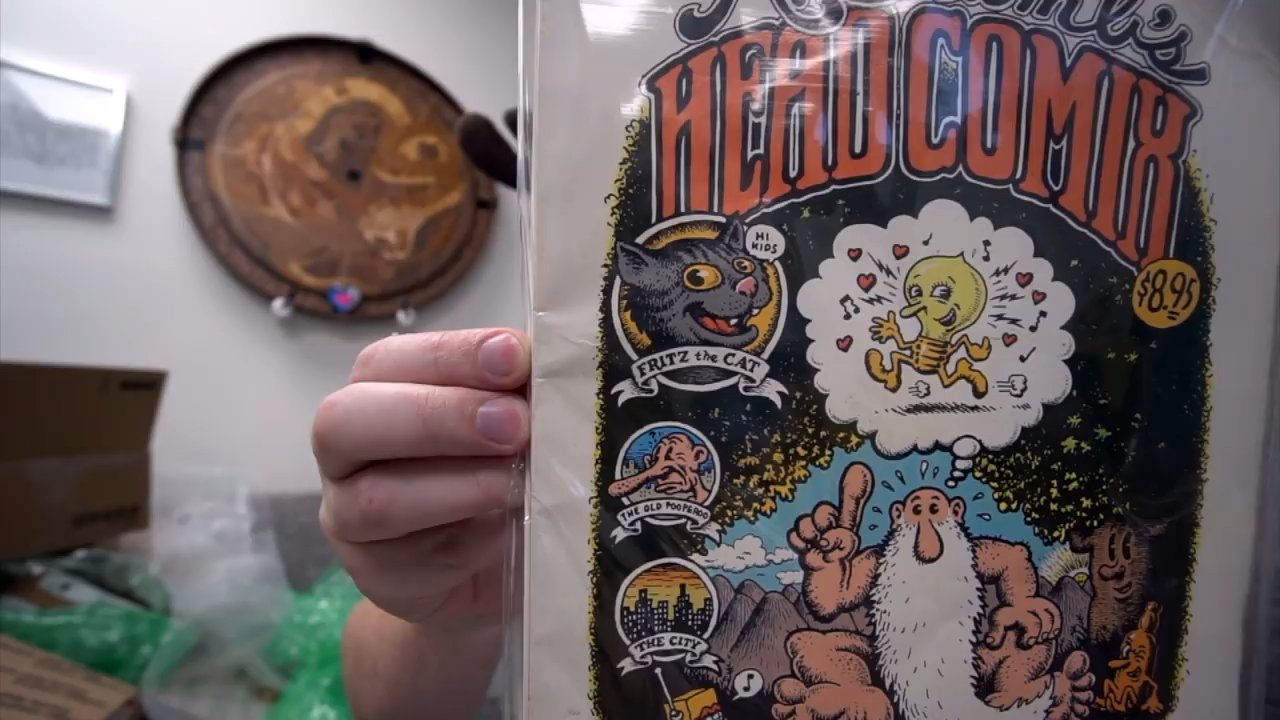 HEAD COMIX
$8.95
HI
KIDS
FRITZ the CAT
THE OLD POOPEROO
THE CITY